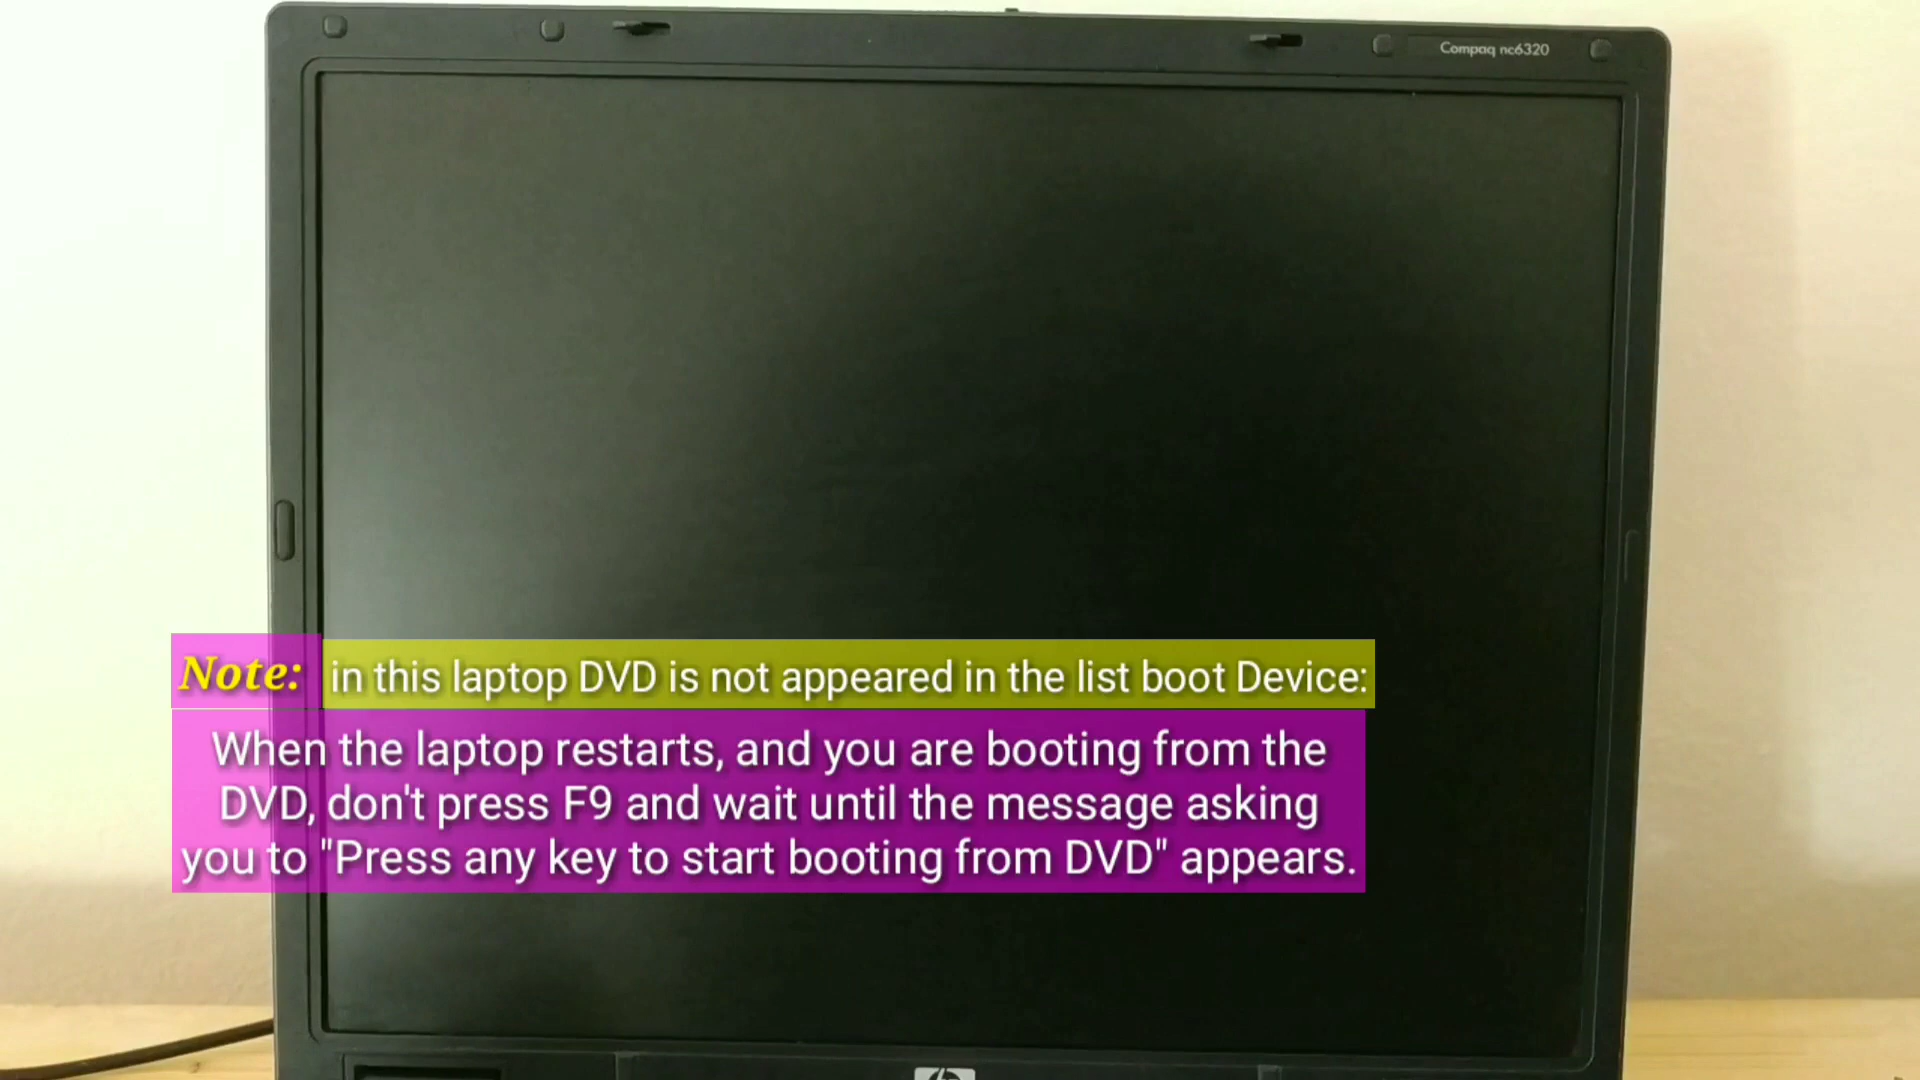 Compaq nc6320
Note: in this laptop DVD is not appeared in the list boot Device:
When the laptop restarts, and you are booting from the
DVD, don't press F9 and wait until the message asking
you to "Press any key to start booting from DVD" appears.
hp